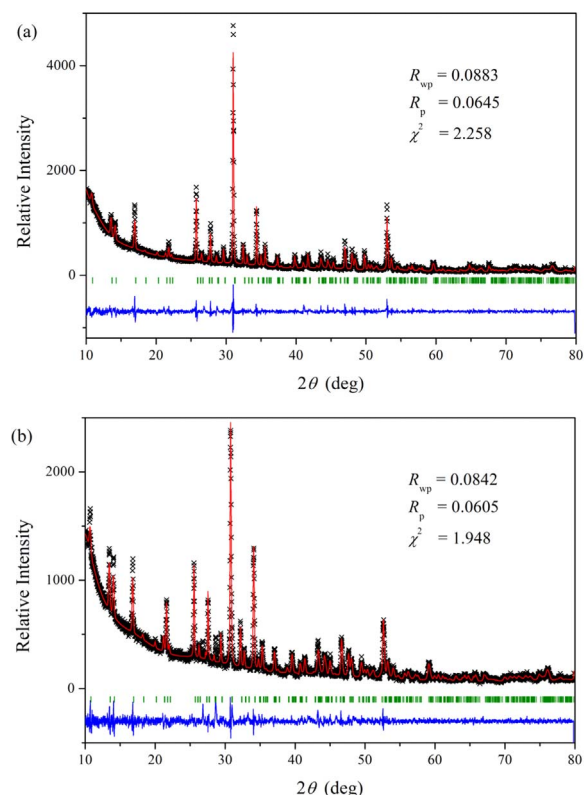 (a)
4000
2000
0
Relative Intensity
R_wp = 0.0883
R_p = 0.0645
χ² = 2.258
10 20 30 40 50 60 70 80
2θ (deg)
(b)
2000
1000
0
Relative Intensity
R_wp = 0.0842
R_p = 0.0605
χ² = 1.948
10 20 30 40 50 60 70 80
2θ (deg)